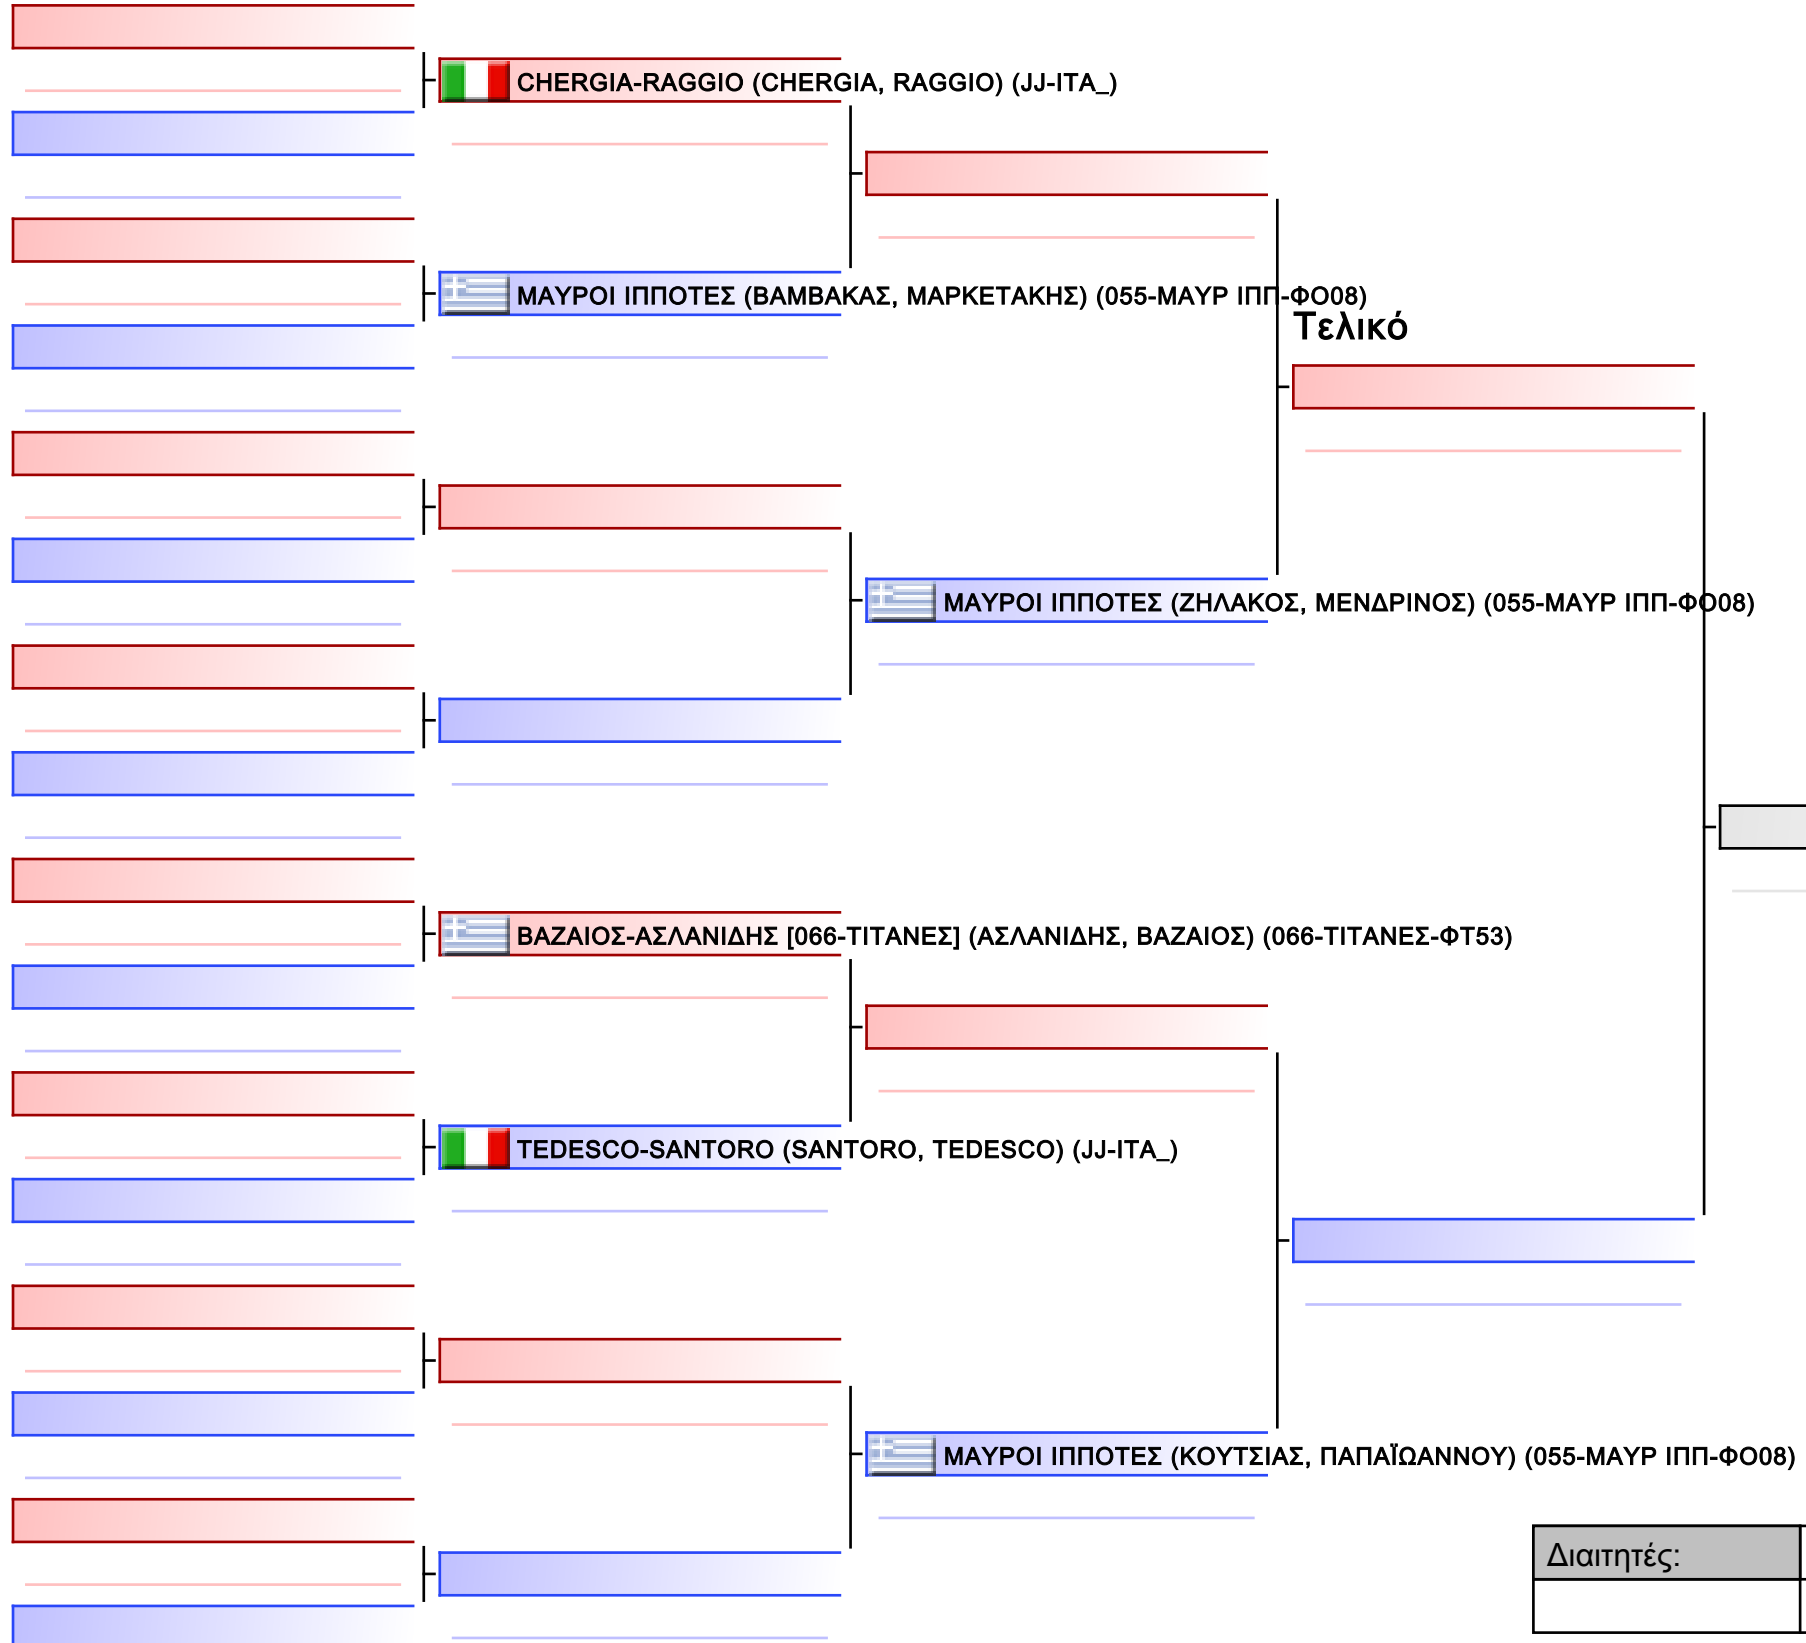 CHERGIA-RAGGIO (CHERGIA, RAGGIO) (JJ-ITA_)
ΜΑΥΡΟΙ ΙΠΠΟΤΕΣ (ΒΑΜΒΑΚΑΣ, ΜΑΡΚΕΤΑΚΗΣ) (055-ΜΑΥΡ ΙΠΠ-ΦΟ08)
Τελικό
ΜΑΥΡΟΙ ΙΠΠΟΤΕΣ (ΖΗΛΑΚΟΣ, ΜΕΝΔΡΙΝΟΣ) (055-ΜΑΥΡ ΙΠΠ-ΦΟ08)
ΒΑΖΑΙΟΣ-ΑΣΛΑΝΙΔΗΣ [066-ΤΙΤΑΝΕΣ] (ΑΣΛΑΝΙΔΗΣ, ΒΑΖΑΙΟΣ) (066-ΤΙΤΑΝΕΣ-ΦΤ53)
TEDESCO-SANTORO (SANTORO, TEDESCO) (JJ-ITA_)
ΜΑΥΡΟΙ ΙΠΠΟΤΕΣ (ΚΟΥΤΣΙΑΣ, ΠΑΠΑΪΩΑΝΝΟΥ) (055-ΜΑΥΡ ΙΠΠ-ΦΟ08)
Διαιτητές: